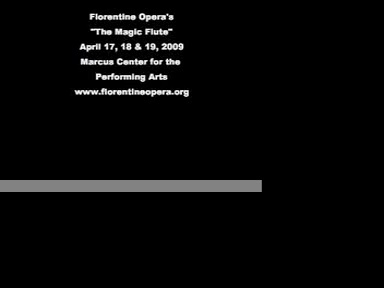 Florentine Opera's
"The Magic Flute"
April 17, 18 & 19, 2009
Marcus Center for the
Performing Arts
www.florentineopera.org